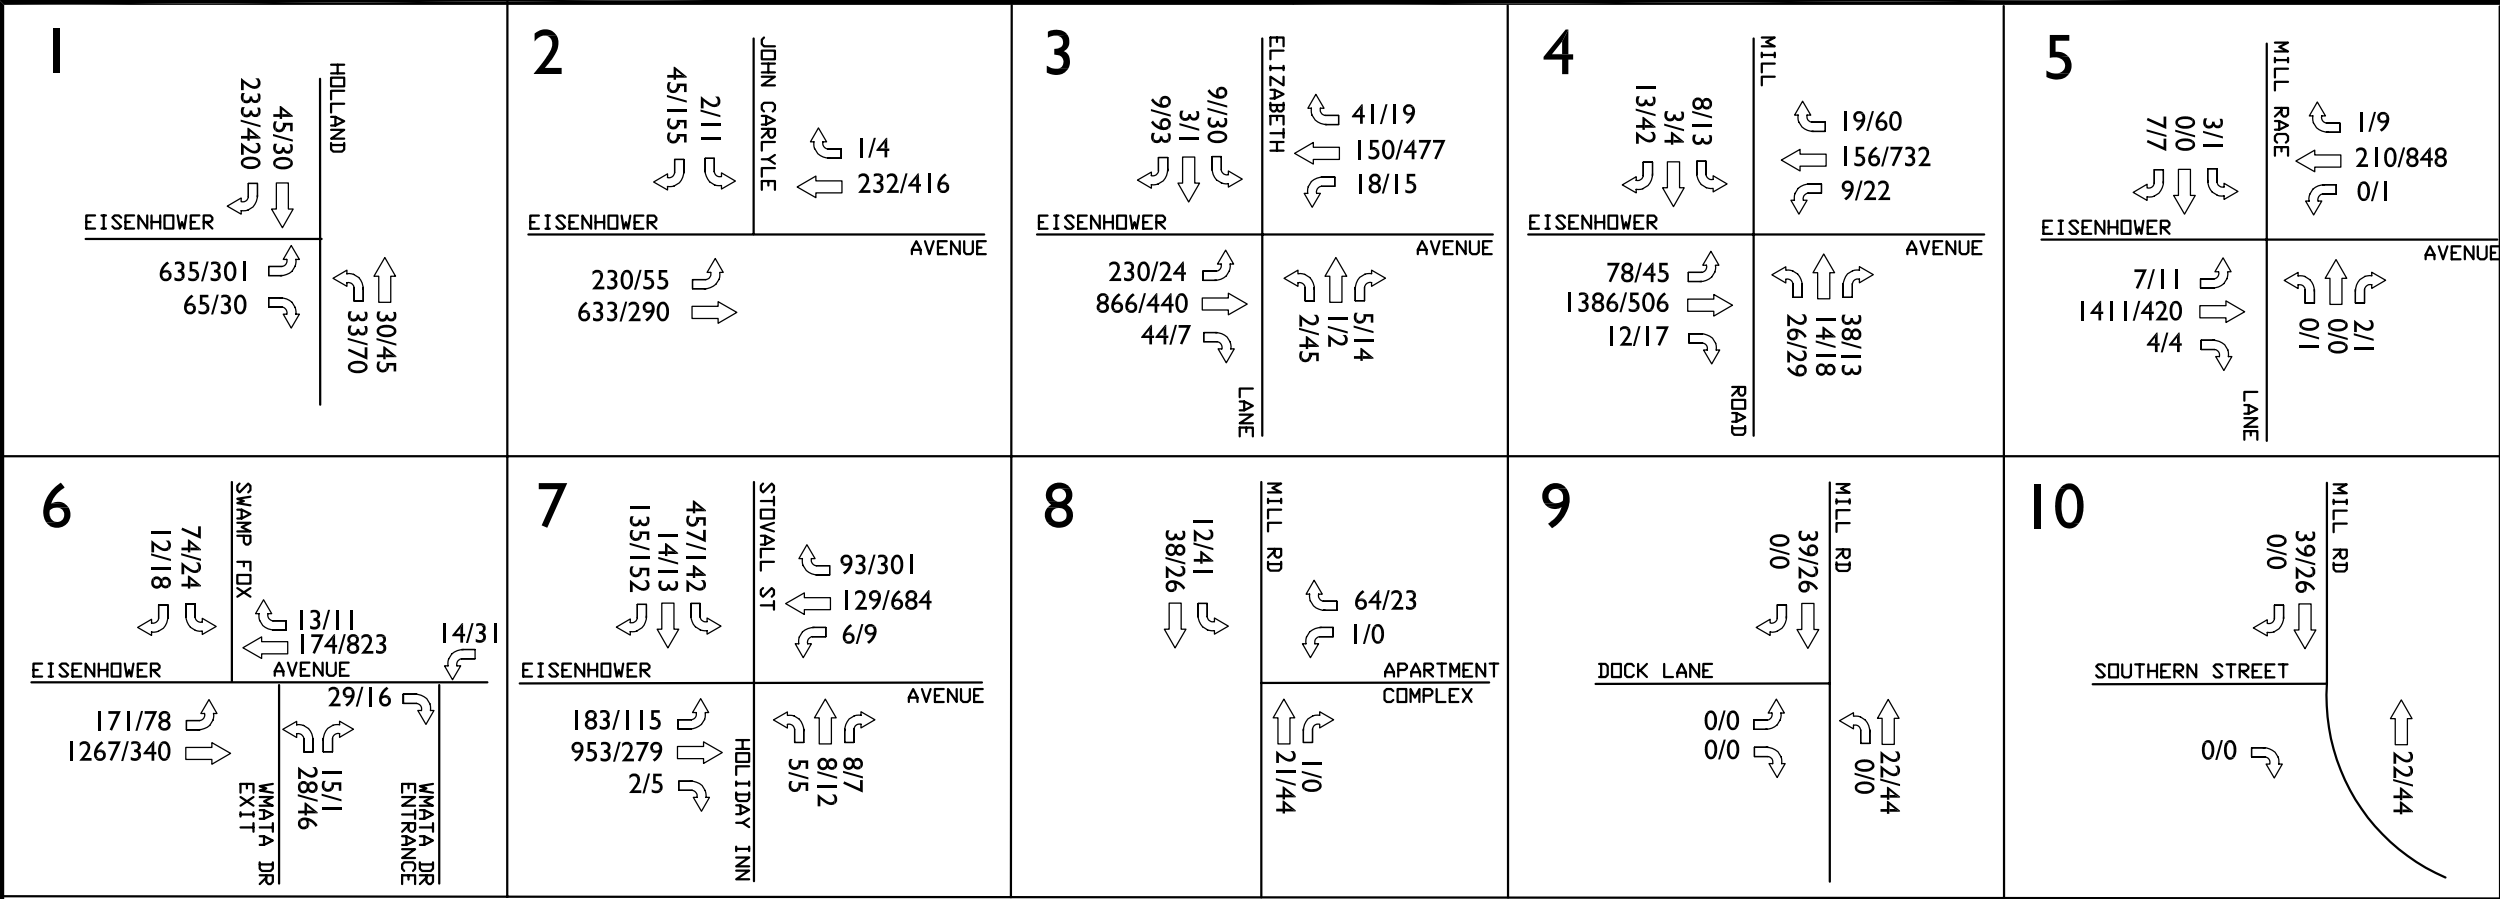 1
HOLLAND
233/420
45/30
EISENHOWER
635/301
65/30
33/70
30/45
2
JOHN CARLYLE
45/155
2/11
1/4
232/416
EISENHOWER
AVENUE
230/55
633/290
3
ELIZABETH
9/93
3/1
9//30
41/19
150/477
18/15
EISENHOWER
AVENUE
230/24
866/440
44/7
2/45
1/2
5/14
LANE
4
MILL
13/42
3/4
8/13
19/60
156/732
9/22
EISENHOWER
AVENUE
78/45
1386/506
12/17
26/29
14/18
38/13
ROAD
5
MILL RACE
7/7
0/0
3/1
1/9
210/848
0/1
EISENHOWER
AVENUE
7/11
1411/420
4/4
0/1
0/0
2/1
LANE
6
SWAMP FOX
12/18
74/24
13/11
174/823
14/31
EISENHOWER
AVENUE
29/16
171/78
1267/340
28/46
15/1
WMATA DR
EXIT
WMATA DR
ENTRANCE
7
STOVALL ST
135/152
14/13
457/142
93/301
129/684
6/9
EISENHOWER
AVENUE
183/115
953/279
2/5
5/5
8/12
8/7
HOLIDAY INN
8
MILL RD
38/26
12/41
64/23
1/0
APARTMENT
COMPLEX
21/44
1/0
9
MILL RD
0/0
39/26
DOCK LANE
0/0
0/0
0/0
22/44
10
MILL RD
0/0
39/26
SOUTHERN STREET
0/0
22/44